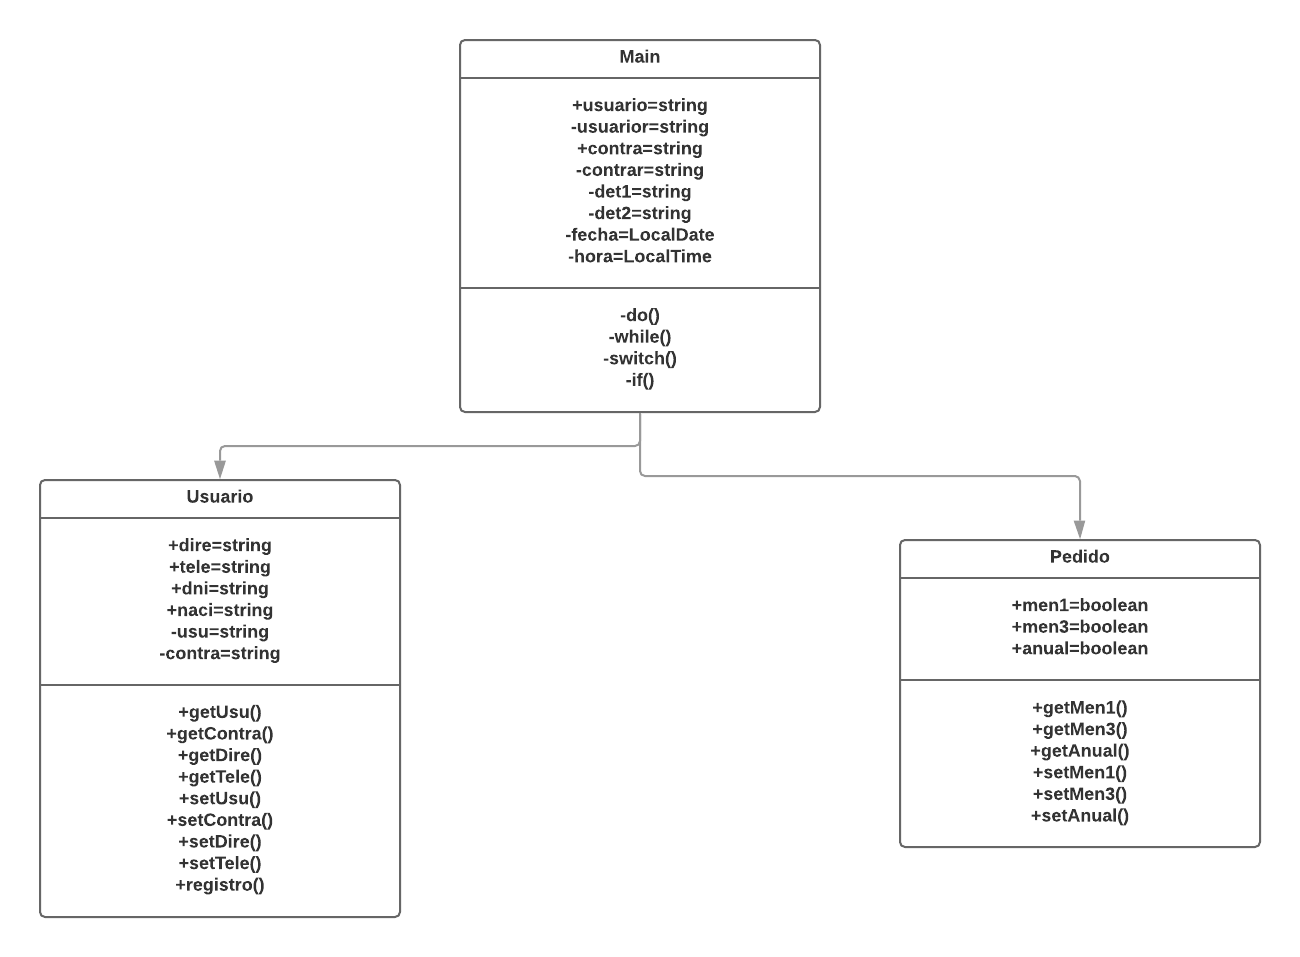 Main
+usuario=string
-usuarior=string
+contra=string
-contrar=string
-det1=string
-det2=string
-fecha=LocalDate
-hora=LocalTime
-do()
-while()
-switch()
-if()
Usuario
+dire=string
+tele=string
+dni=string
+naci=string
-usu=string
-contra=string
+getUsu()
+getContra()
+getDire()
+getTele()
+setUsu()
+setContra()
+setDire()
+setTele()
+registro()
Pedido
+men1=boolean
+men3=boolean
+anual=boolean
+getMen1()
+getMen3()
+getAnual()
+setMen1()
+setMen3()
+setAnual()